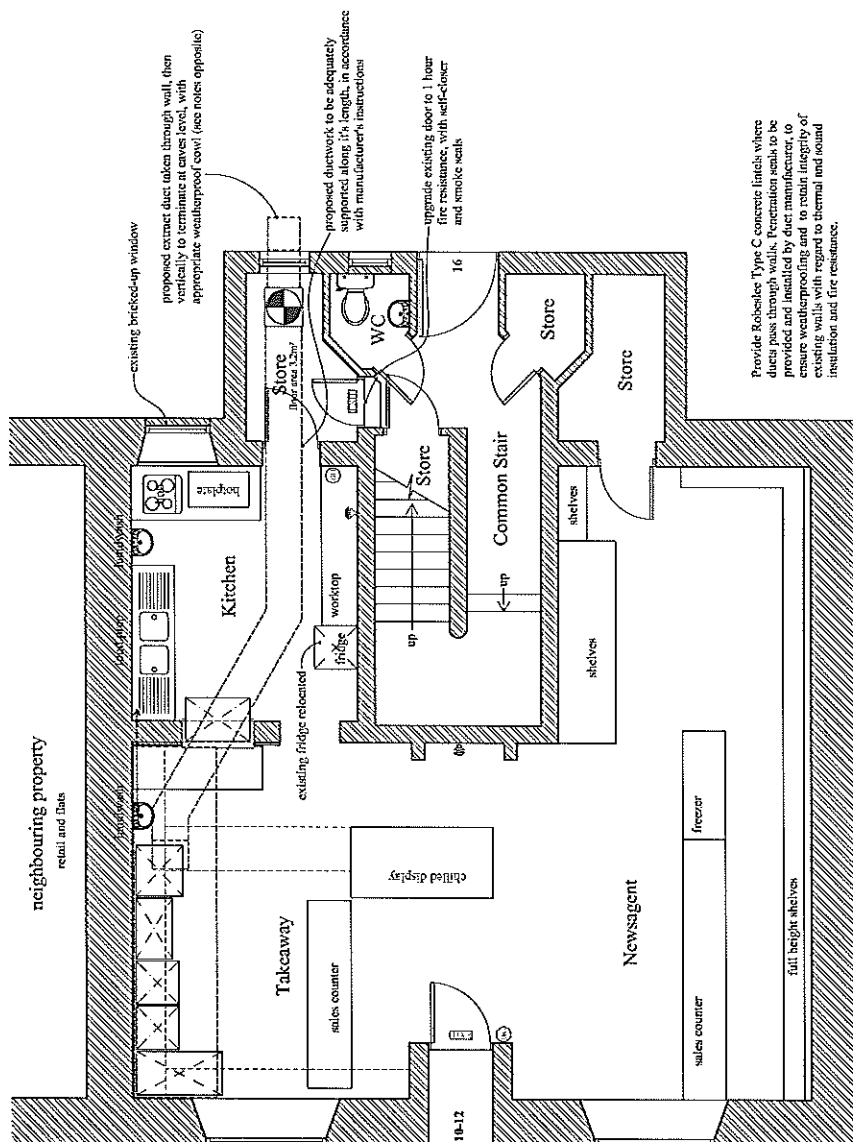 neighbouring property
retail and flats
existing bricked-up window
proposed extract duct taken through wall, then
vertically to terminate at eaves level, with
appropriate weatherproof cowl (see notes opposite)
proposed ductwork to be adequately
supported along it's length, in accordance
with manufacturer's instructions
upgrade existing door to 1 hour
fire resistance, with self-closer
and smoke seals
handwash
food prep
handwash
hotplate
Kitchen
Store
floor area 3.2m²
WC
16
worktop
fridge
existing fridge relocated
Store
up
Common Stair
up
Store
Store
shelves
shelves
Takeaway
chilled display
sales counter
10-12
Newsagent
freezer
sales counter
full height shelves
Provide Robeslee Type C concrete lintels where
ducts pass through walls. Penetration seals to be
provided and installed by duct manufacturer, to
ensure weatherproofing and to retain integrity of
existing walls with regard to thermal and sound
insulation and fire resistance.